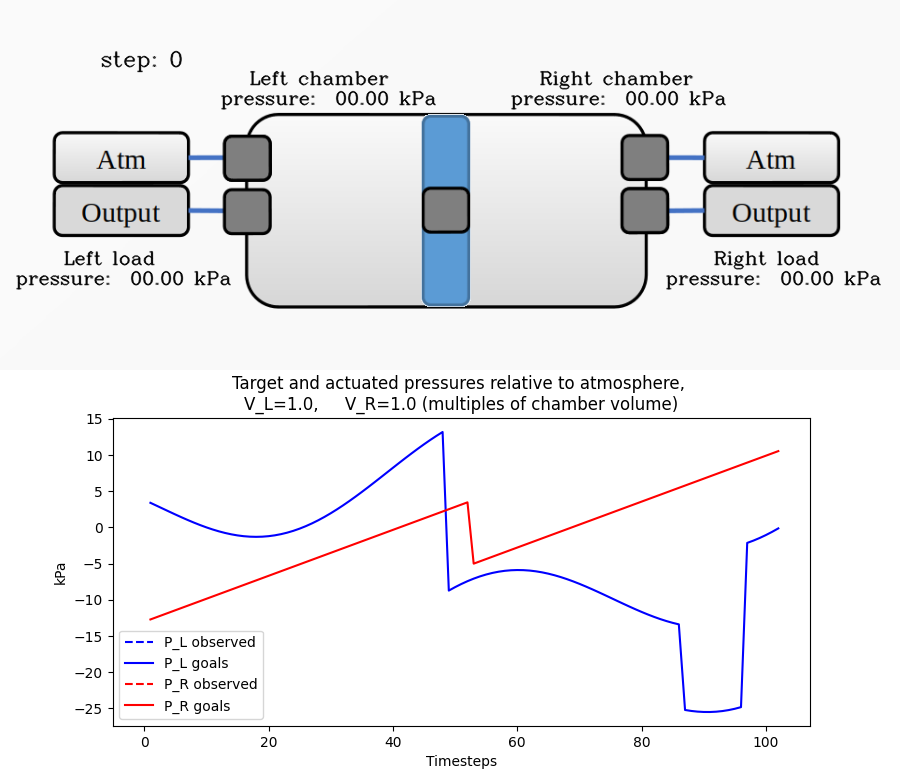 step: 0
Left chamber
pressure: 00.00 kPa
Right chamber
pressure: 00.00 kPa
Atm
Output
Atm
Output
Left load
pressure: 00.00 kPa
Right load
pressure: 00.00 kPa
Target and actuated pressures relative to atmosphere,
V_L=1.0, V_R=1.0 (multiples of chamber volume)
15
10
5
0
−5
−10
−15
−20
−25
kPa
P_L observed
P_L goals
P_R observed
P_R goals
0 20 40 60 80 100
Timesteps